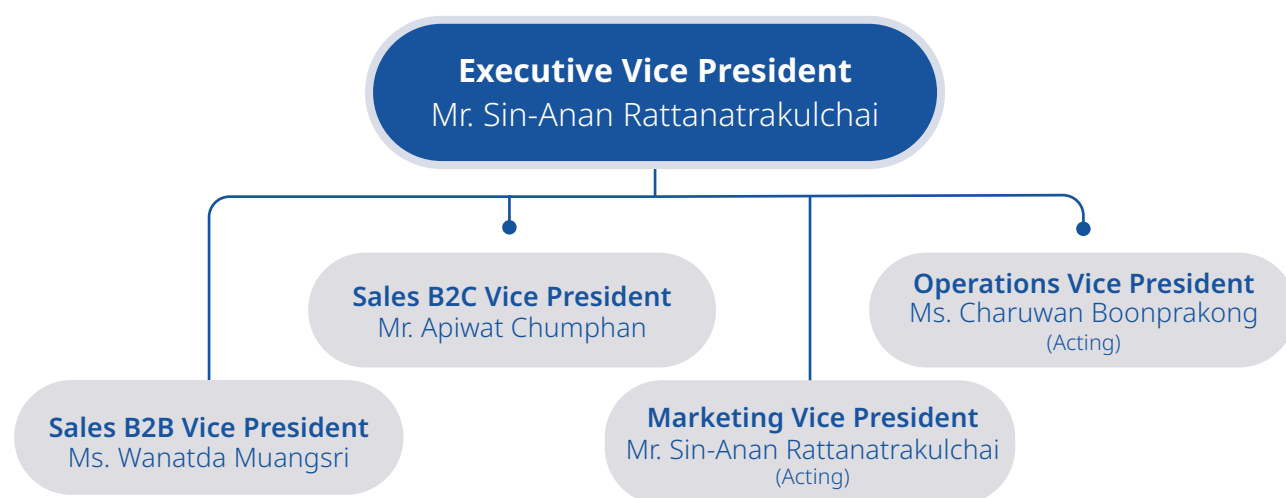 Executive Vice President
Mr. Sin-Anan Rattanatrakulchai
Sales B2C Vice President
Mr. Apiwat Chumphan
Operations Vice President
Ms. Charuwan Boonprakong
(Acting)
Sales B2B Vice President
Ms. Wanatda Muangsri
Marketing Vice President
Mr. Sin-Anan Rattanatrakulchai
(Acting)